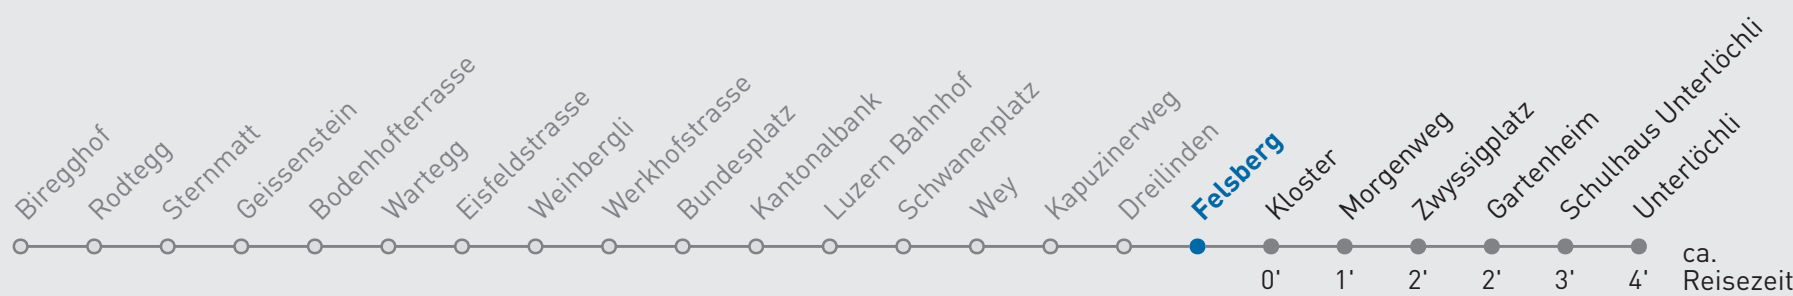 Biregghof
Rodtegg
Sternmatt
Geissenstein
Bodenhofterrasse
Wartegg
Eisfeldstrasse
Weinbergli
Werkhofstrasse
Bundesplatz
Kantonalbank
Luzern Bahnhof
Schwanenplatz
Wey
Kapuzinerweg
Dreilinden
Felsberg
Kloster
Morgenweg
Zwyssigplatz
Gartenheim
Schulhaus Unterlöchli
Unterlöchli
ca.
0' 1' 2' 2' 3' 4' Reisezeit